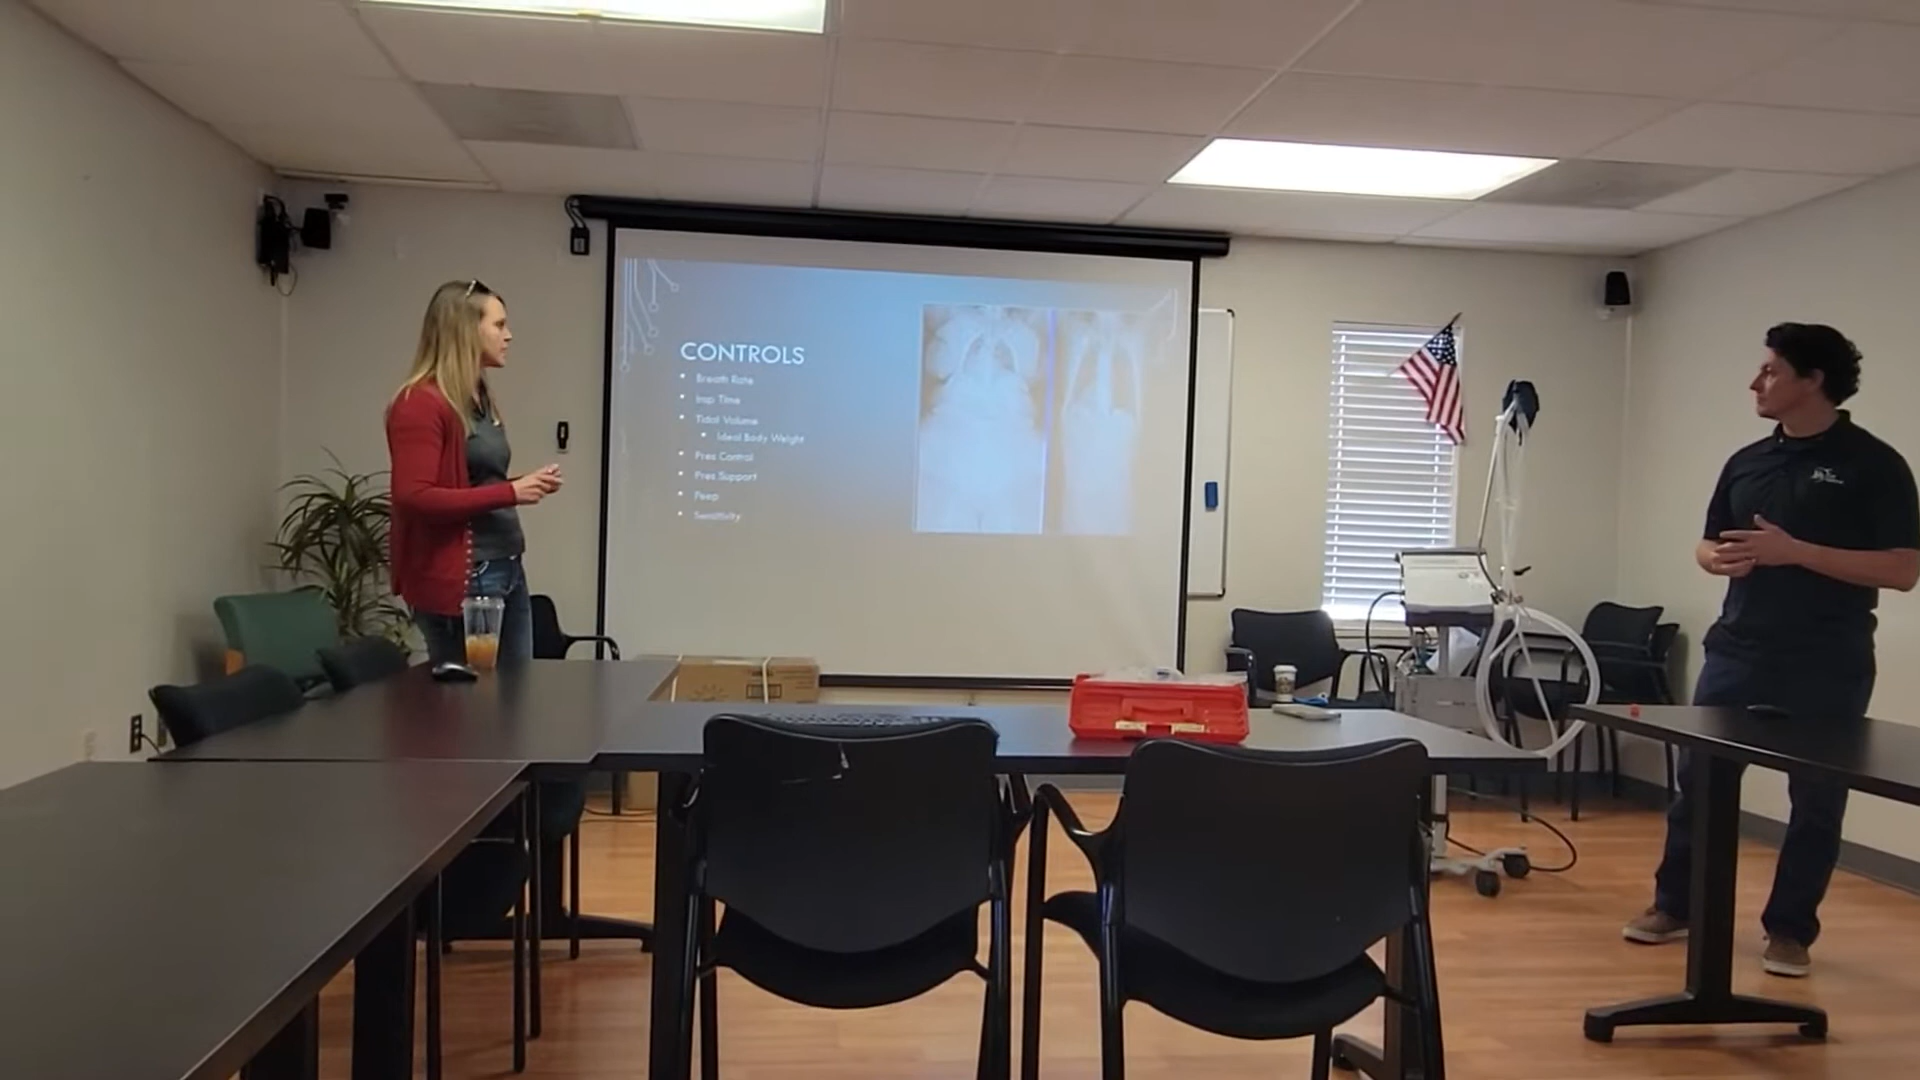 CONTROLS
Breath Rate
Insp Time
Tidal Volume
Ideal Body Weight
Pres Control
Pres Support
Peep
Sensitivity